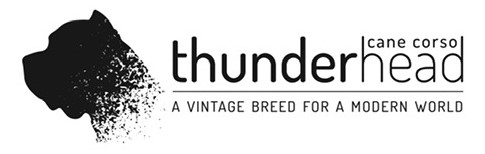 cane corso
thunderhead
A VINTAGE BREED FOR A MODERN WORLD